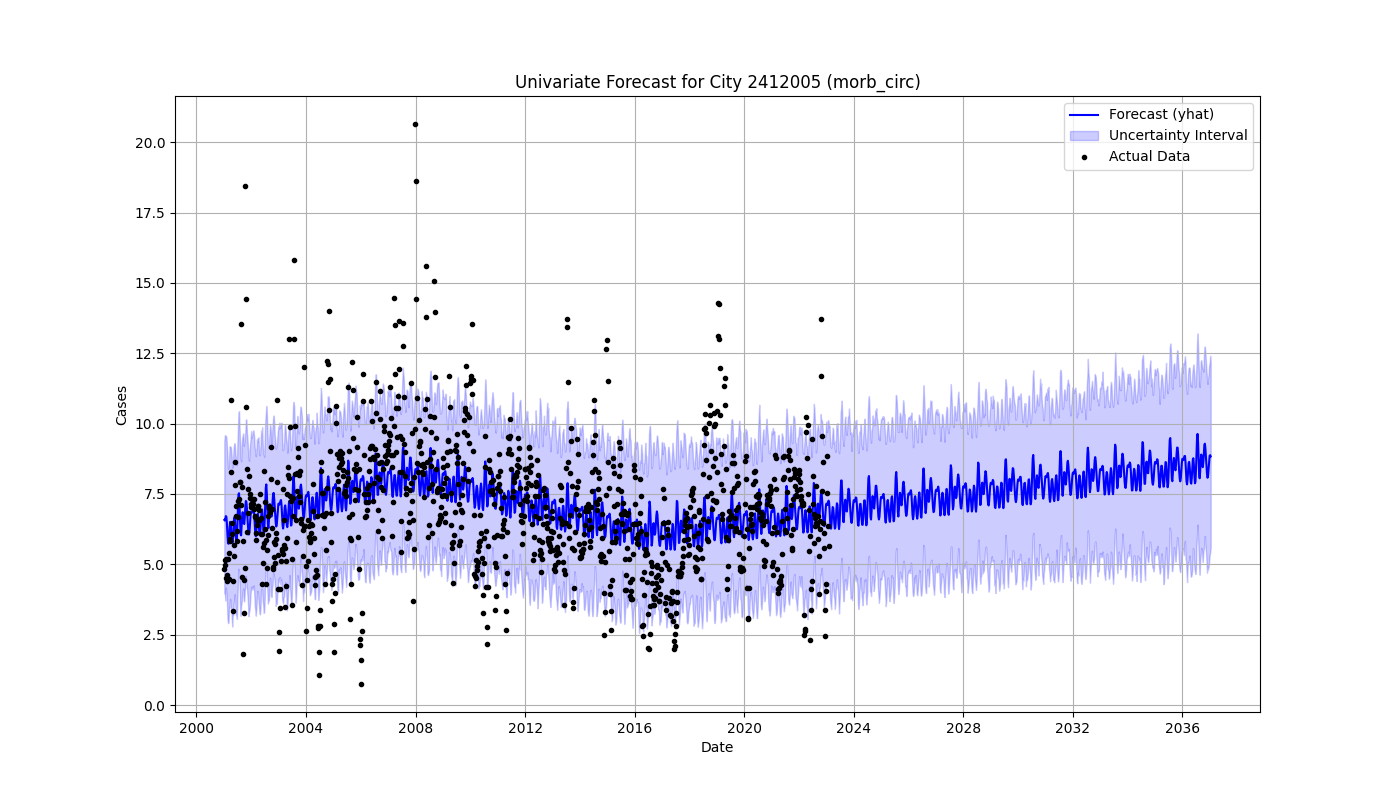 Univariate Forecast for City 2412005 (morb_circ)
Forecast (yhat)
Uncertainty Interval
Actual Data
20.0
17.5
15.0
12.5
10.0
7.5
5.0
2.5
0.0
Cases
2000 2004 2008 2012 2016 2020 2024 2028 2032 2036
Date